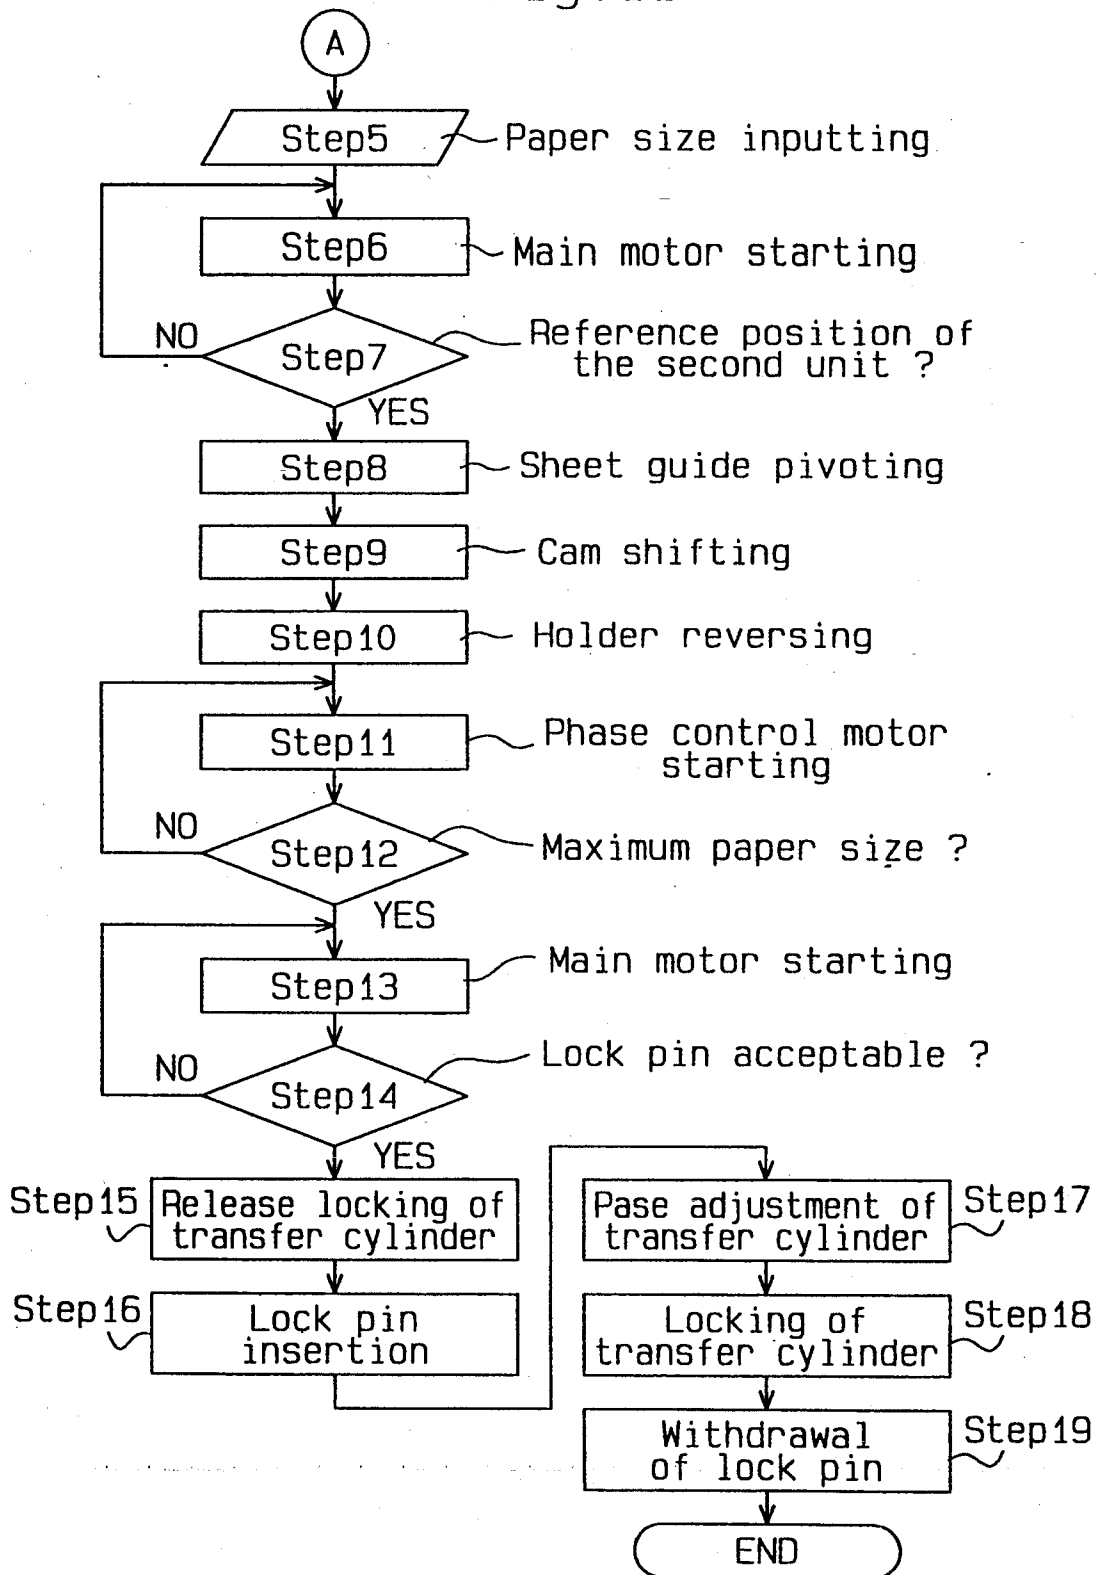 A
Step5
Paper size inputting
Step6
Main motor starting
NO
Step7
Reference position of
the second unit ?
YES
Step8
Sheet guide pivoting
Step9
Cam shifting
Step10
Holder reversing
Step11
Phase control motor
starting
NO
Step12
Maximum paper size ?
YES
Step13
Main motor starting
NO
Step14
Lock pin acceptable ?
YES
Step15
Release locking of
transfer cylinder
Step16
Lock pin
insertion
Pase adjustment of
transfer cylinder
Step17
Locking of
transfer cylinder
Step18
Withdrawal
of lock pin
Step19
END